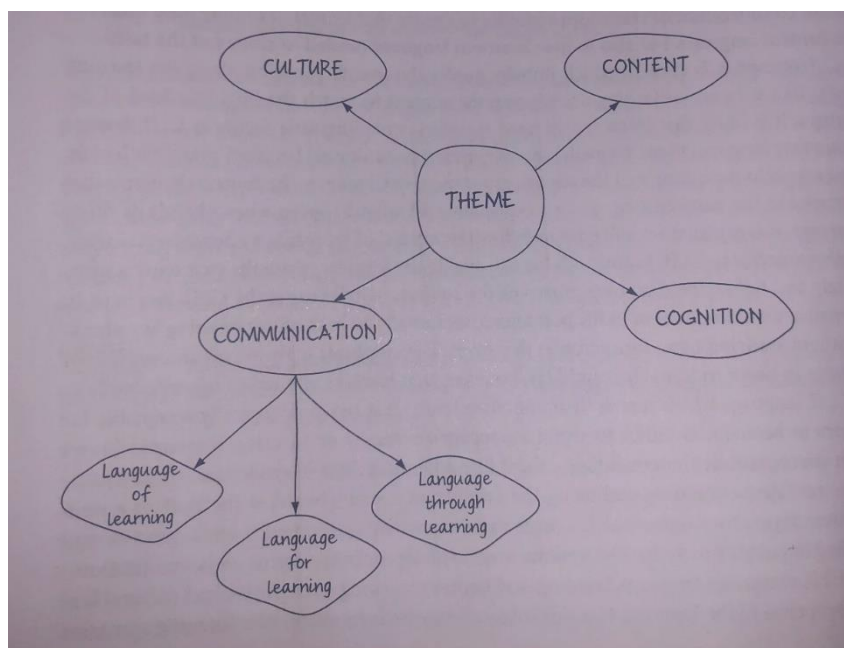 CULTURE
CONTENT
THEME
COMMUNICATION
COGNITION
Language
of
learning
Language
for
learning
Language
through
learning